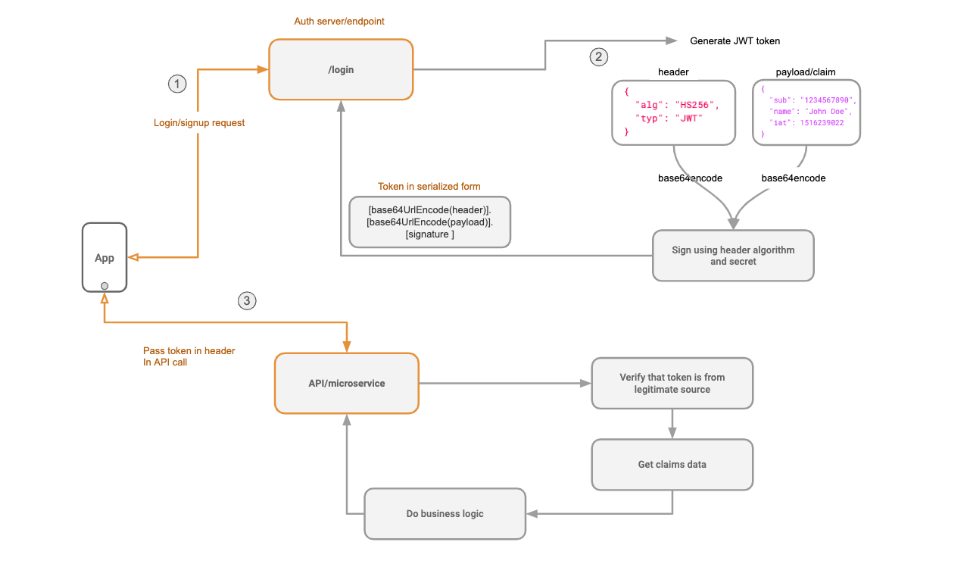 Auth server/endpoint
/login
Generate JWT token
1
2
header
payload/claim
{
"alg": "HS256",
"typ": "JWT"
}
{
"sub": "1234567890",
"name": "John Doe",
"iat": 1516239022
}
Login/signup request
base64encode
base64encode
Token in serialized form
[base64UrlEncode(header)].
[base64UrlEncode(payload)].
[signature ]
Sign using header algorithm
and secret
App
3
Pass token in header
In API call
API/microservice
Verify that token is from
legitimate source
Get claims data
Do business logic